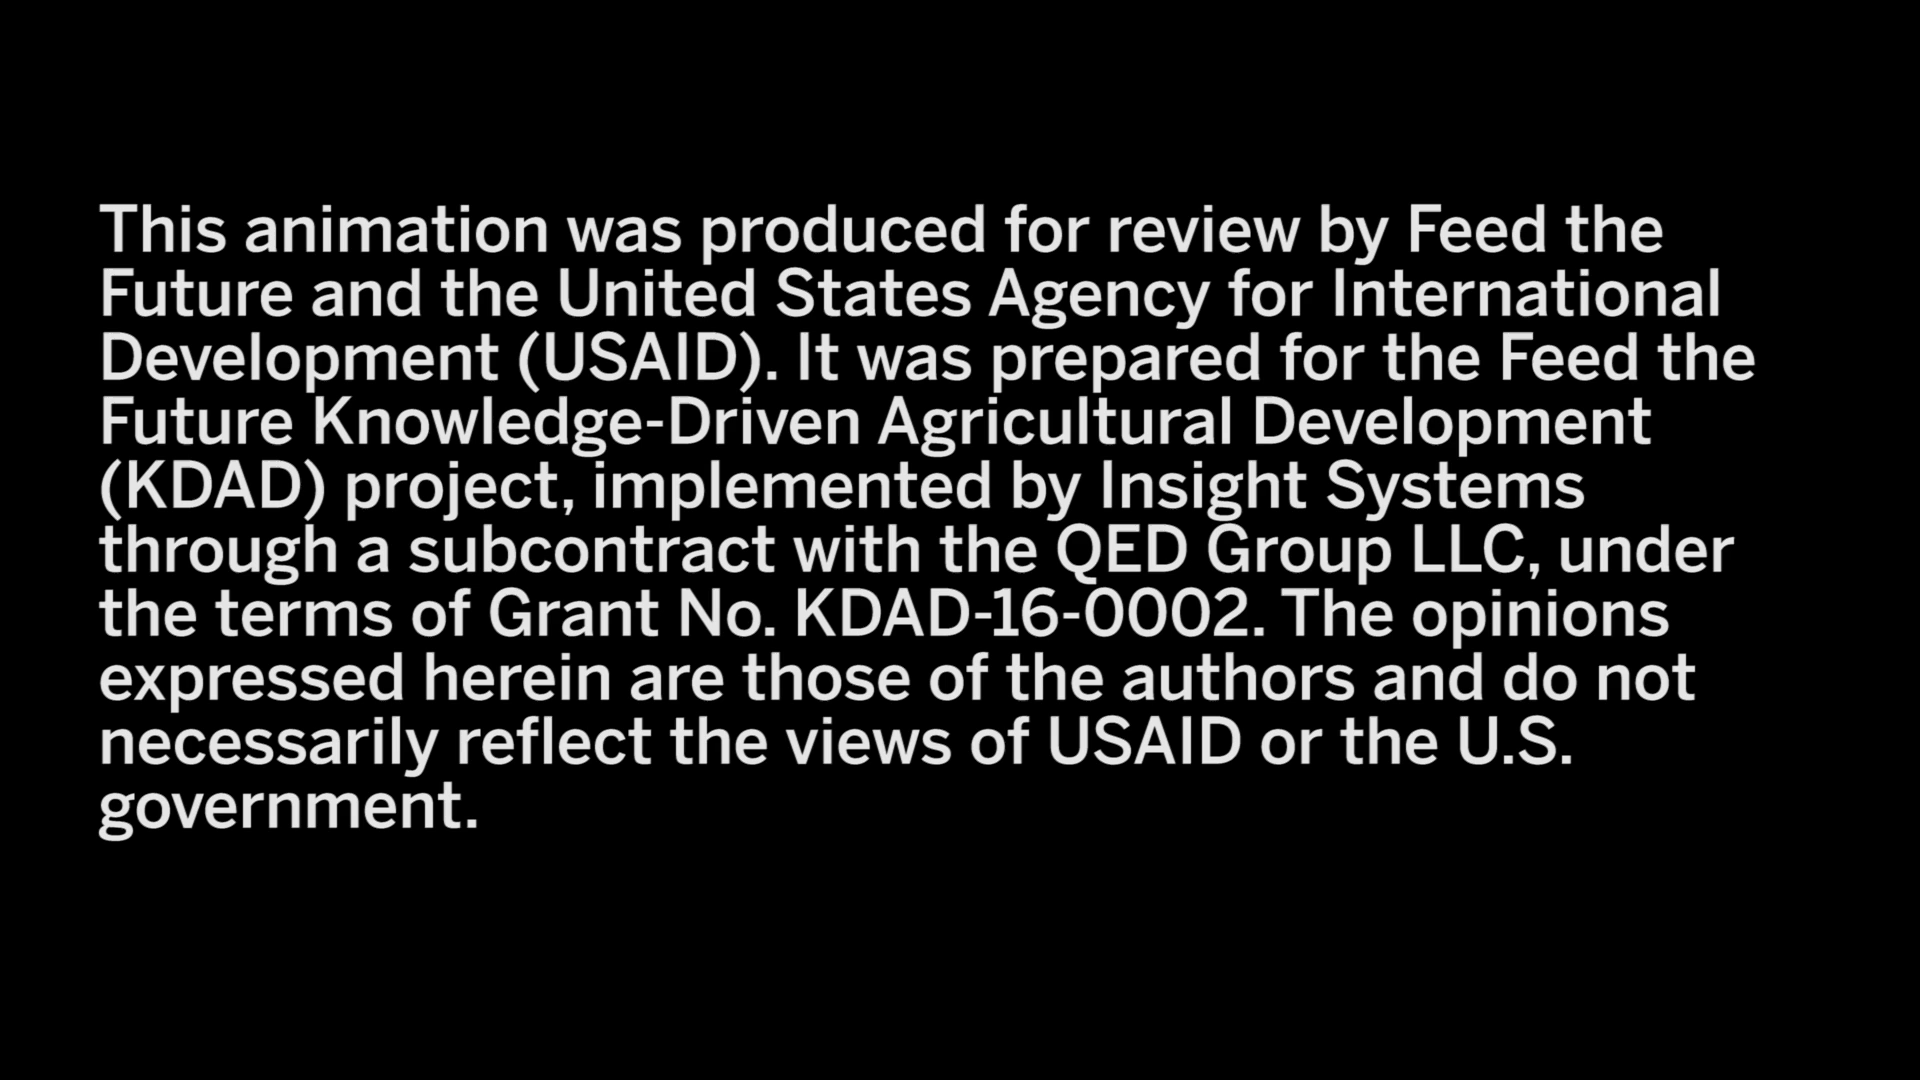 This animation was produced for review by Feed the
Future and the United States Agency for International
Development (USAID). It was prepared for the Feed the
Future Knowledge-Driven Agricultural Development
(KDAD) project, implemented by Insight Systems
through a subcontract with the QED Group LLC, under
the terms of Grant No. KDAD-16-0002. The opinions
expressed herein are those of the authors and do not
necessarily reflect the views of USAID or the U.S.
government.